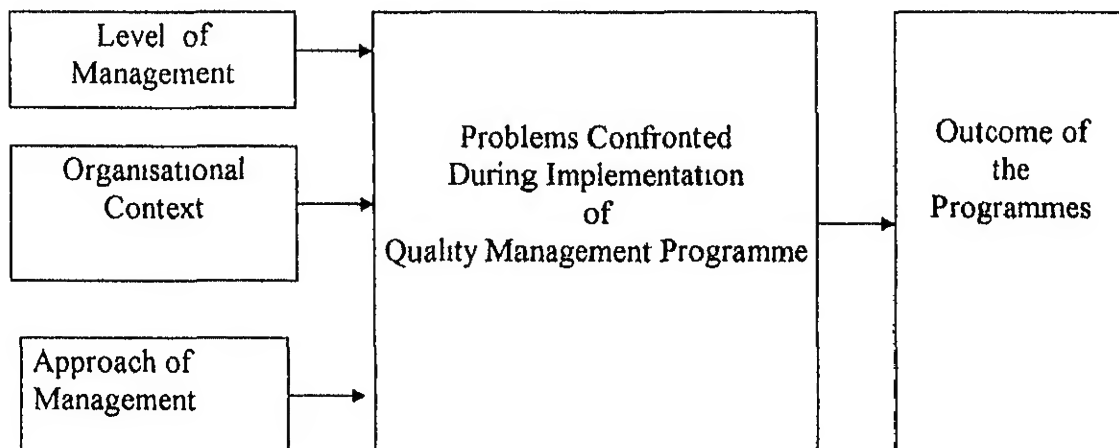 Level of
Management
Organisational
Context
Approach of
Management
Problems Confronted
During Implementation
of
Quality Management Programme
Outcome of
the
Programmes